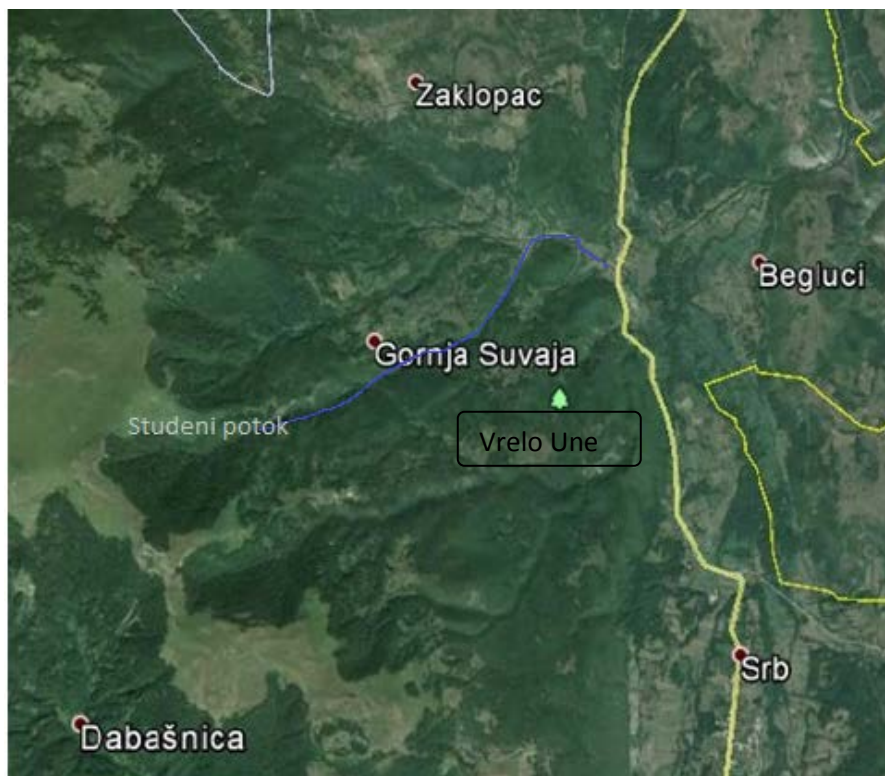 Zaklopac
Begluci
Gornja Suvaja
Studeni potok
Vrelo Une
Srb
Dabašnica